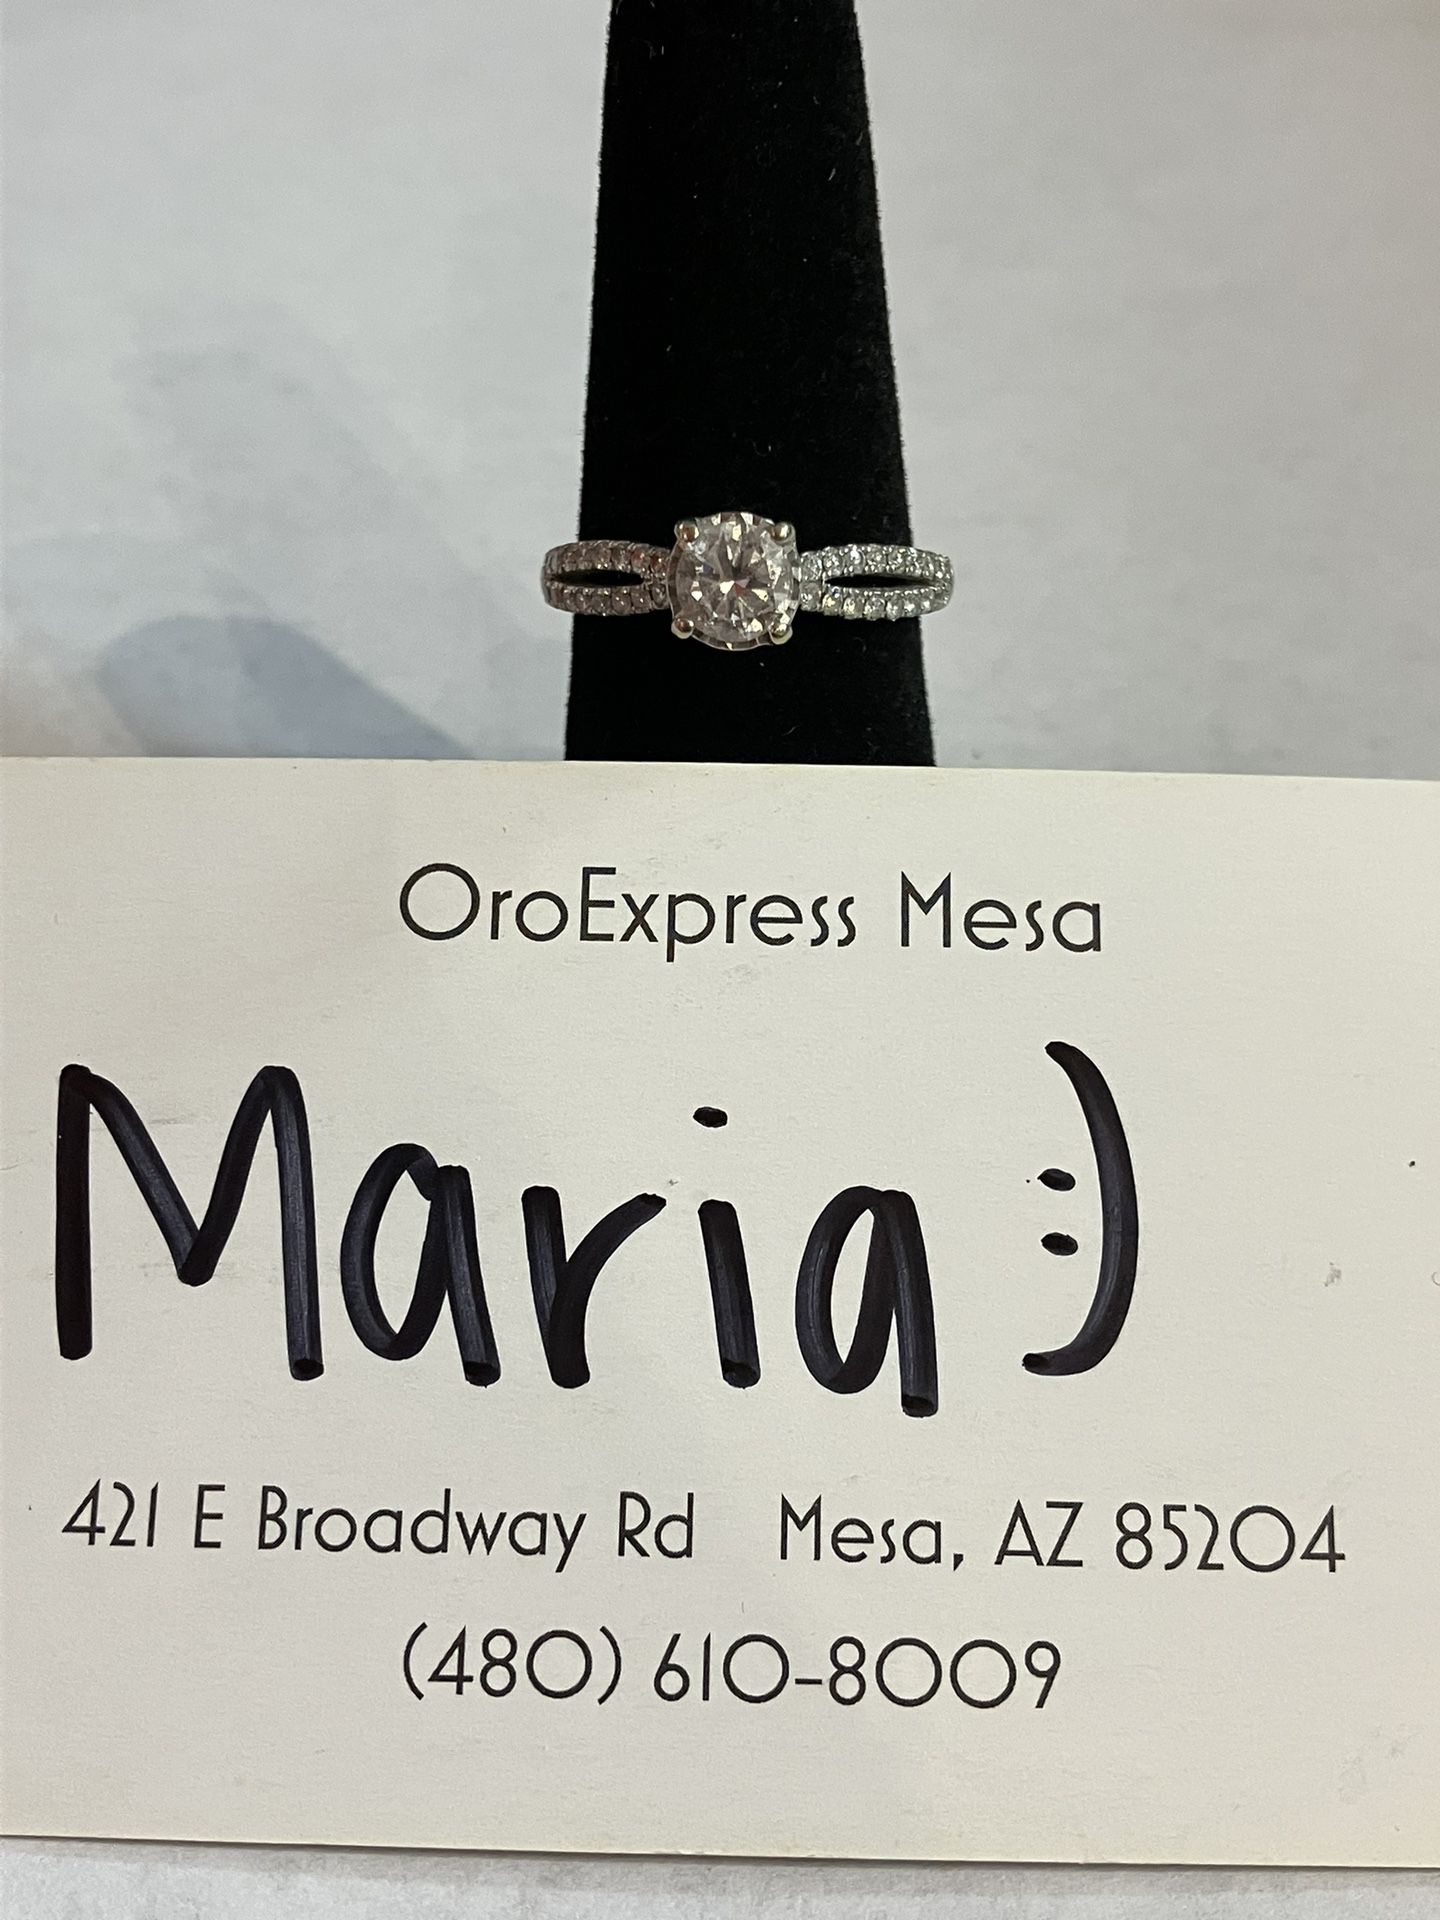 OroExpress Mesa
Maria :)
421 E Broadway Rd Mesa, AZ 85204
(480) 610-8009